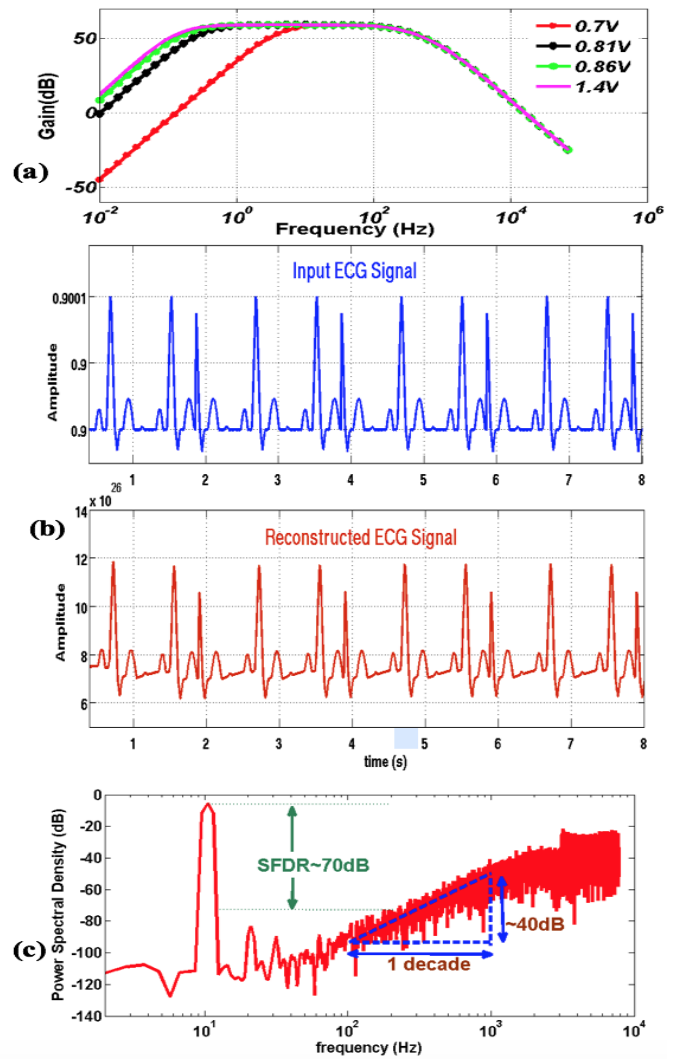 50
0
-50
Gain(dB)
0.7V
0.81V
0.86V
1.4V
(a)
10^-2 10^0 10^2 10^4 10^6
Frequency (Hz)
Input ECG Signal
0.9001
0.9
0.9
Amplitude
1 2 3 4 5 6 7 8
x 10^26
(b)
Reconstructed ECG Signal
14
12
10
8
6
Amplitude
1 2 3 4 5 6 7 8
time (s)
0
-20
-40
-60
-80
-100
-120
-140
Power Spectral Density (dB)
SFDR~70dB
~40dB
1 decade
(c)
10^1 10^2 10^3 10^4
frequency (Hz)